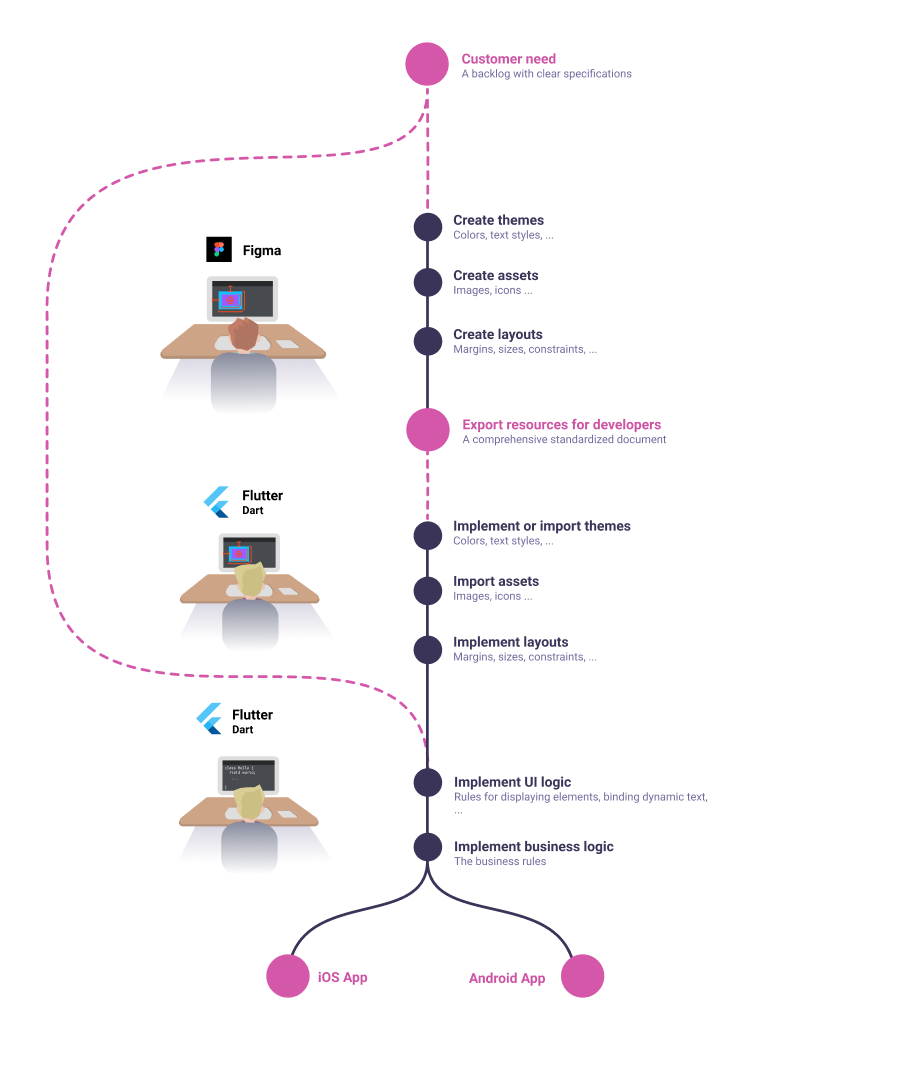 Customer need
A backlog with clear specifications
Create themes
Colors, text styles, ...
Figma
Create assets
Images, icons ...
Create layouts
Margins, sizes, constraints, ...
Export resources for developers
A comprehensive standardized document
Flutter
Dart
Implement or import themes
Colors, text styles, ...
Import assets
Images, icons ...
Implement layouts
Margins, sizes, constraints, ...
Flutter
Dart
class Hello {
Implement UI logic
Rules for displaying elements, binding dynamic text,
...
Implement business logic
The business rules
iOS App
Android App